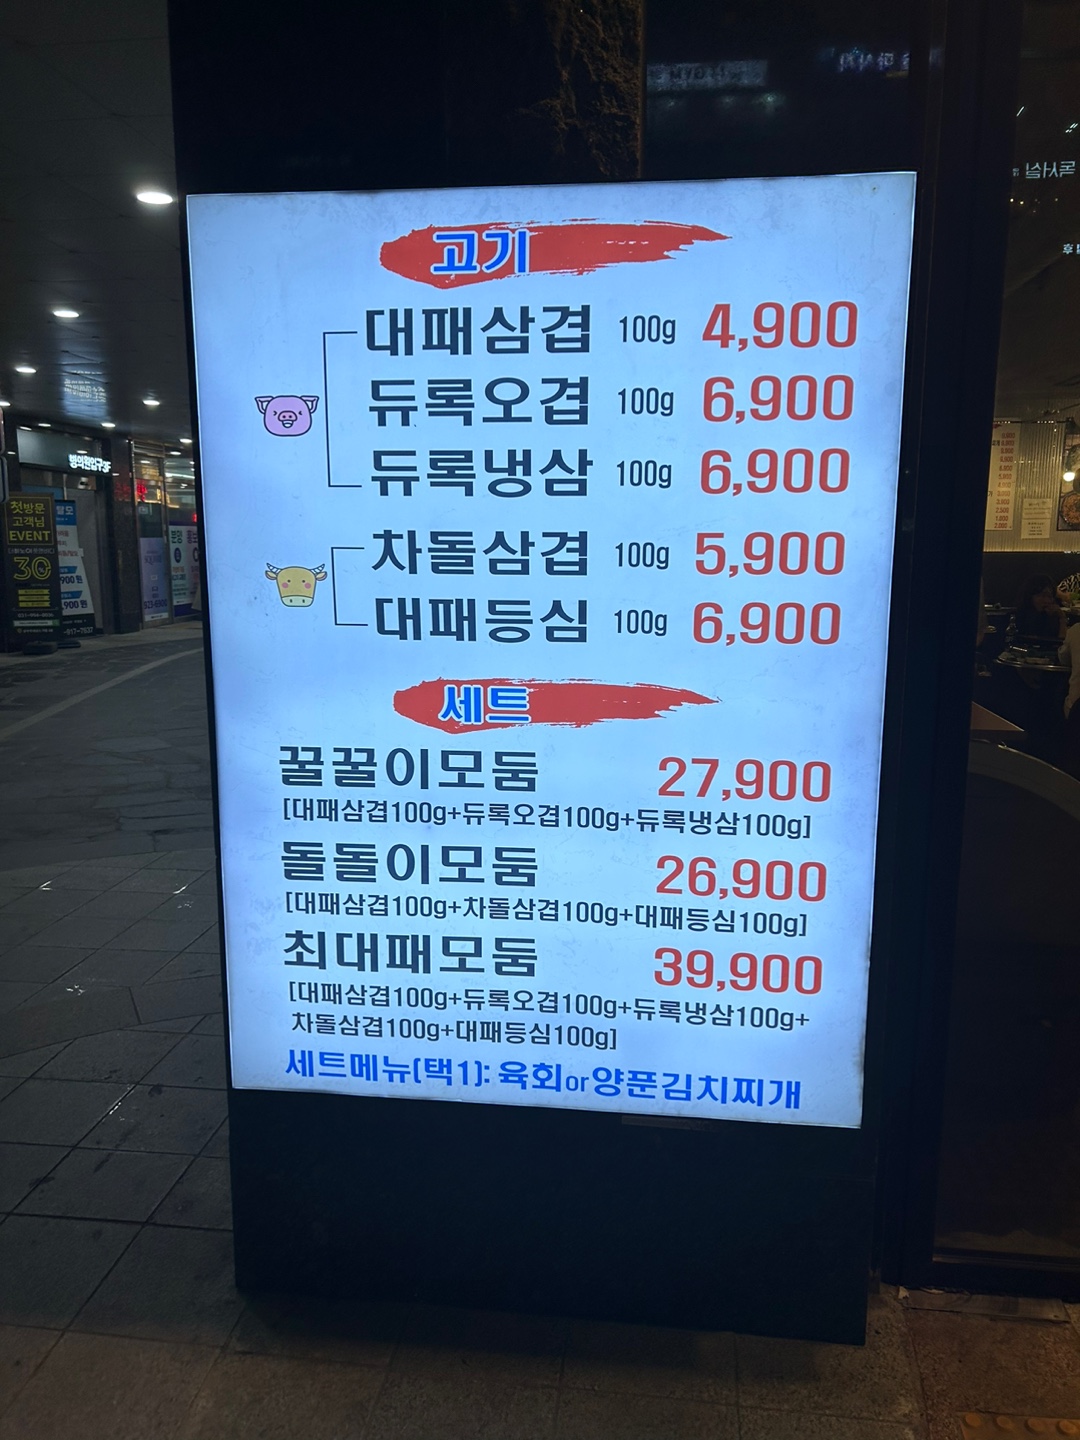 고기
대패삼겹 100g 4,900
듀록오겹 100g 6,900
듀록냉삼 100g 6,900
차돌삼겹 100g 5,900
대패등심 100g 6,900
세트
꿀꿀이모둠 27,900
[대패삼겹100g+듀록오겹100g+듀록냉삼100g]
돌돌이모둠 26,900
[대패삼겹100g+차돌삼겹100g+대패등심100g]
최대패모둠 39,900
[대패삼겹100g+듀록오겹100g+듀록냉삼100g+
차돌삼겹100g+대패등심100g]
세트메뉴(택1): 육회or양푼김치찌개
병의원입구3F
첫방문
고객님
EVENT
30